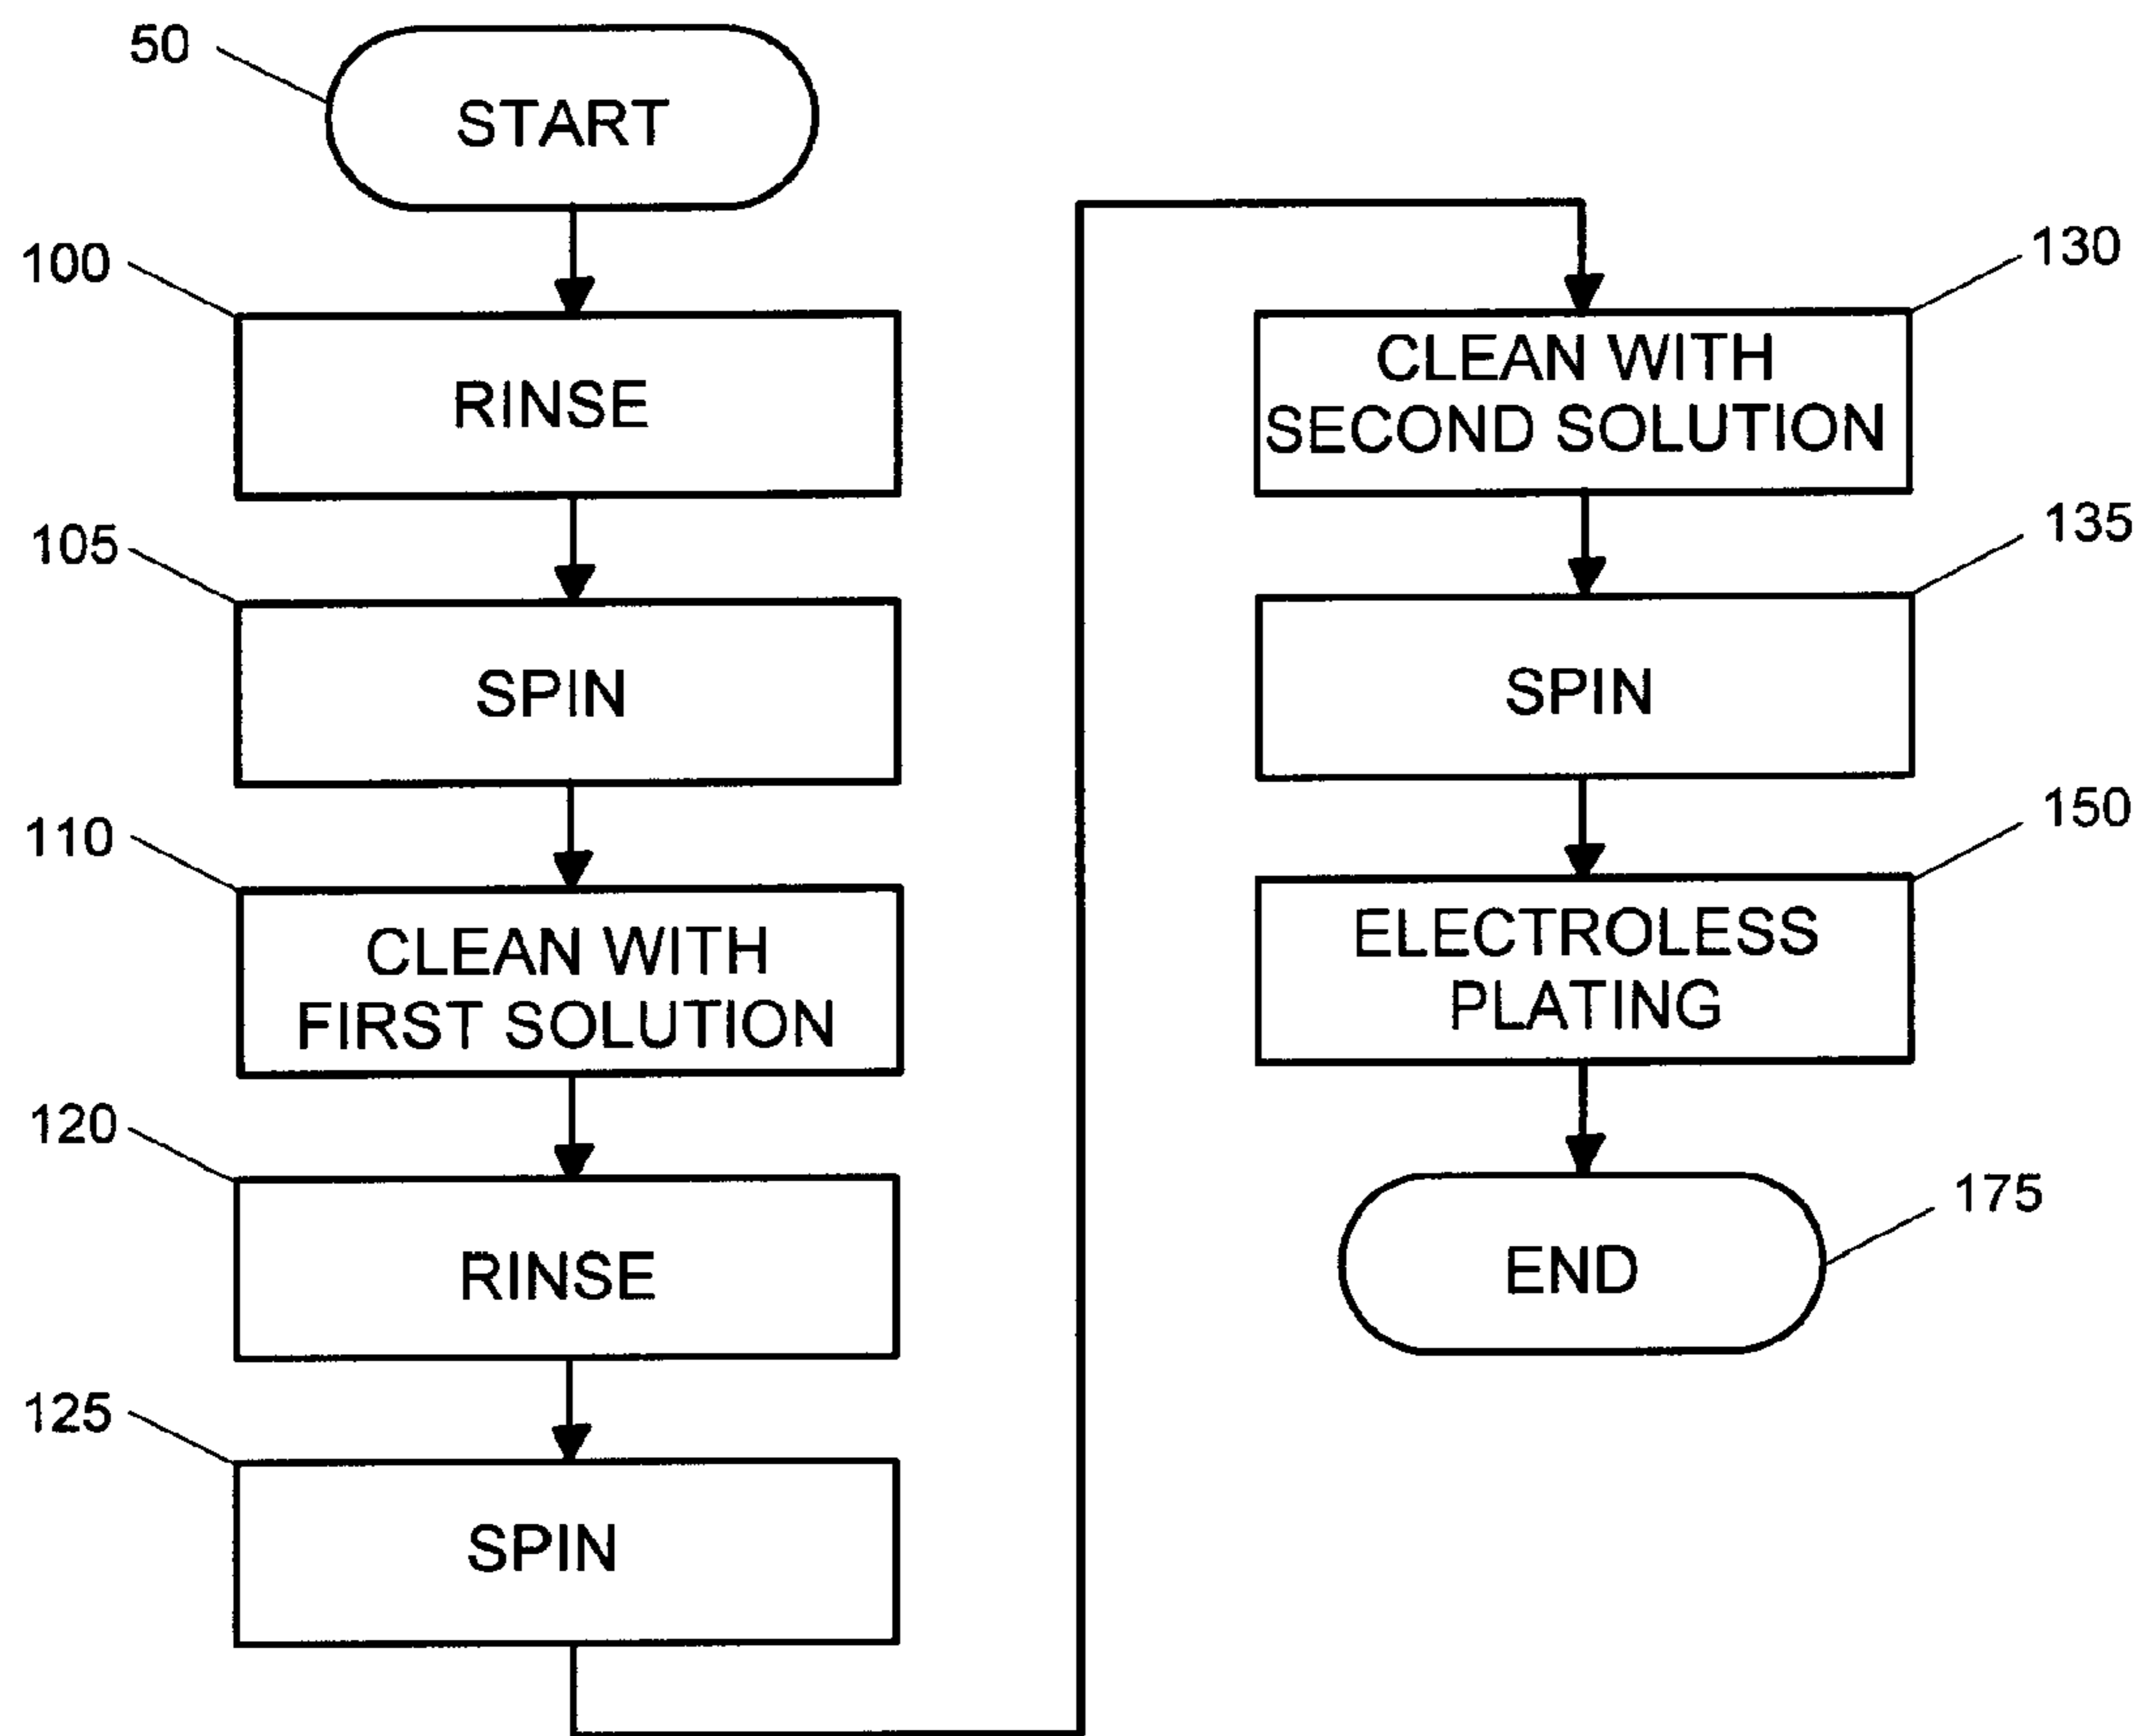 50
START
100
RINSE
105
SPIN
110
CLEAN WITH
FIRST SOLUTION
120
RINSE
125
SPIN
130
CLEAN WITH
SECOND SOLUTION
135
SPIN
150
ELECTROLESS
PLATING
175
END